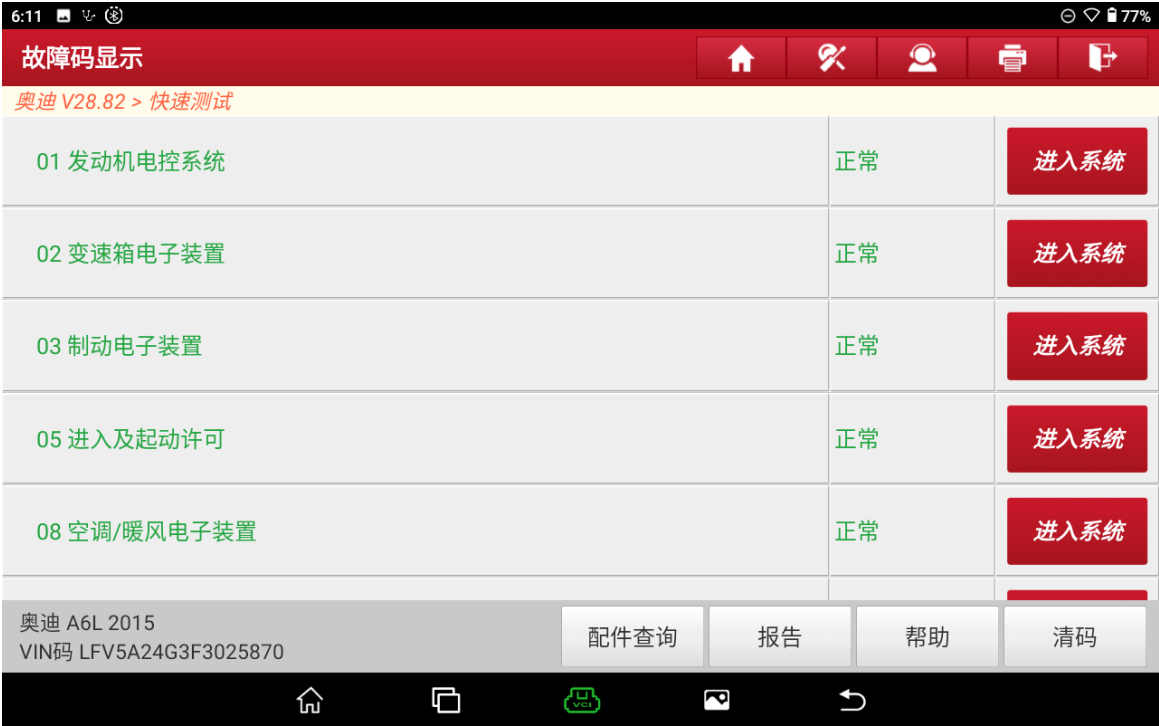 6:11
77%
故障码显示
奥迪 V28.82 > 快速测试
01 发动机电控系统 正常 进入系统
02 变速箱电子装置 正常 进入系统
03 制动电子装置 正常 进入系统
05 进入及起动许可 正常 进入系统
08 空调/暖风电子装置 正常 进入系统
奥迪 A6L 2015
VIN码 LFV5A24G3F3025870
配件查询 报告 帮助 清码
VCI